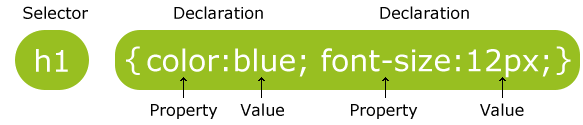 Selector Declaration Declaration
h1 {color:blue; font-size:12px;}
Property Value Property Value